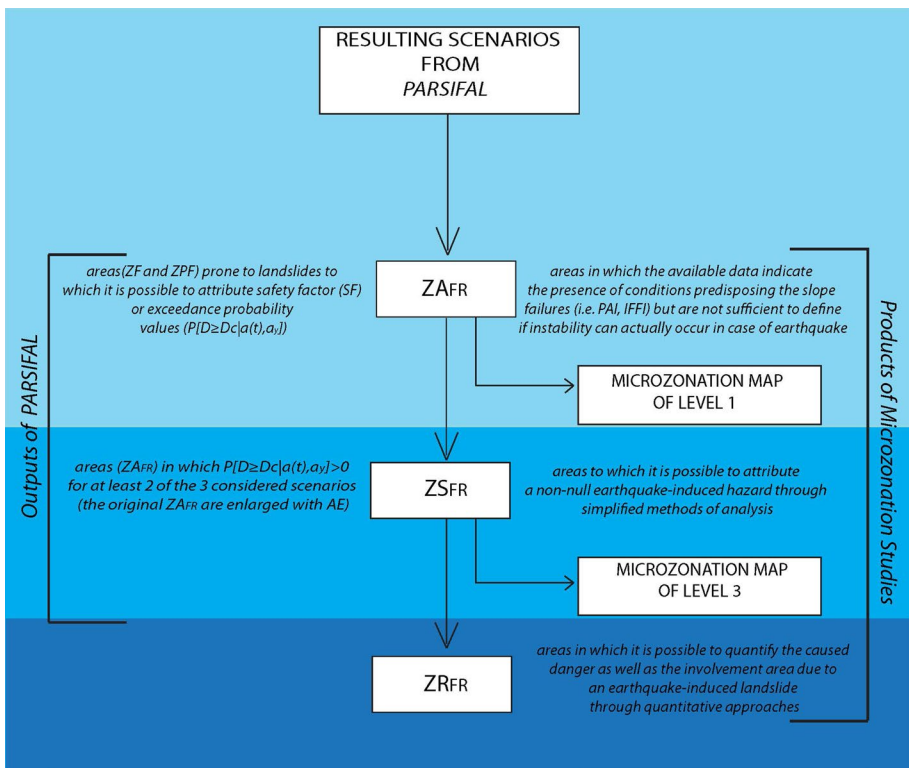 RESULTING SCENARIOS
FROM
PARSIFAL
areas(ZF and ZPF) prone to landslides to
which it is possible to attribute safety factor (SF)
or exceedance probability
values (P[D≥Dc|a(t),ay])
ZAFR
areas in which the available data indicate
the presence of conditions predisposing the slope
failures (i.e. PAI, IFFI) but are not sufficient to define
if instability can actually occur in case of earthquake
MICROZONATION MAP
OF LEVEL 1
Outputs of PARSIFAL
Products of Microzonation Studies
areas (ZAFR) in which P[D≥Dc|a(t),ay]>0
for at least 2 of the 3 considered scenarios
(the original ZAFR are enlarged with AE)
ZSFR
areas to which it is possible to attribute
a non-null earthquake-induced hazard through
simplified methods of analysis
MICROZONATION MAP
OF LEVEL 3
ZRFR
areas in which it is possible to quantify the caused
danger as well as the involvement area due to
an earthquake-induced landslide
through quantitative approaches